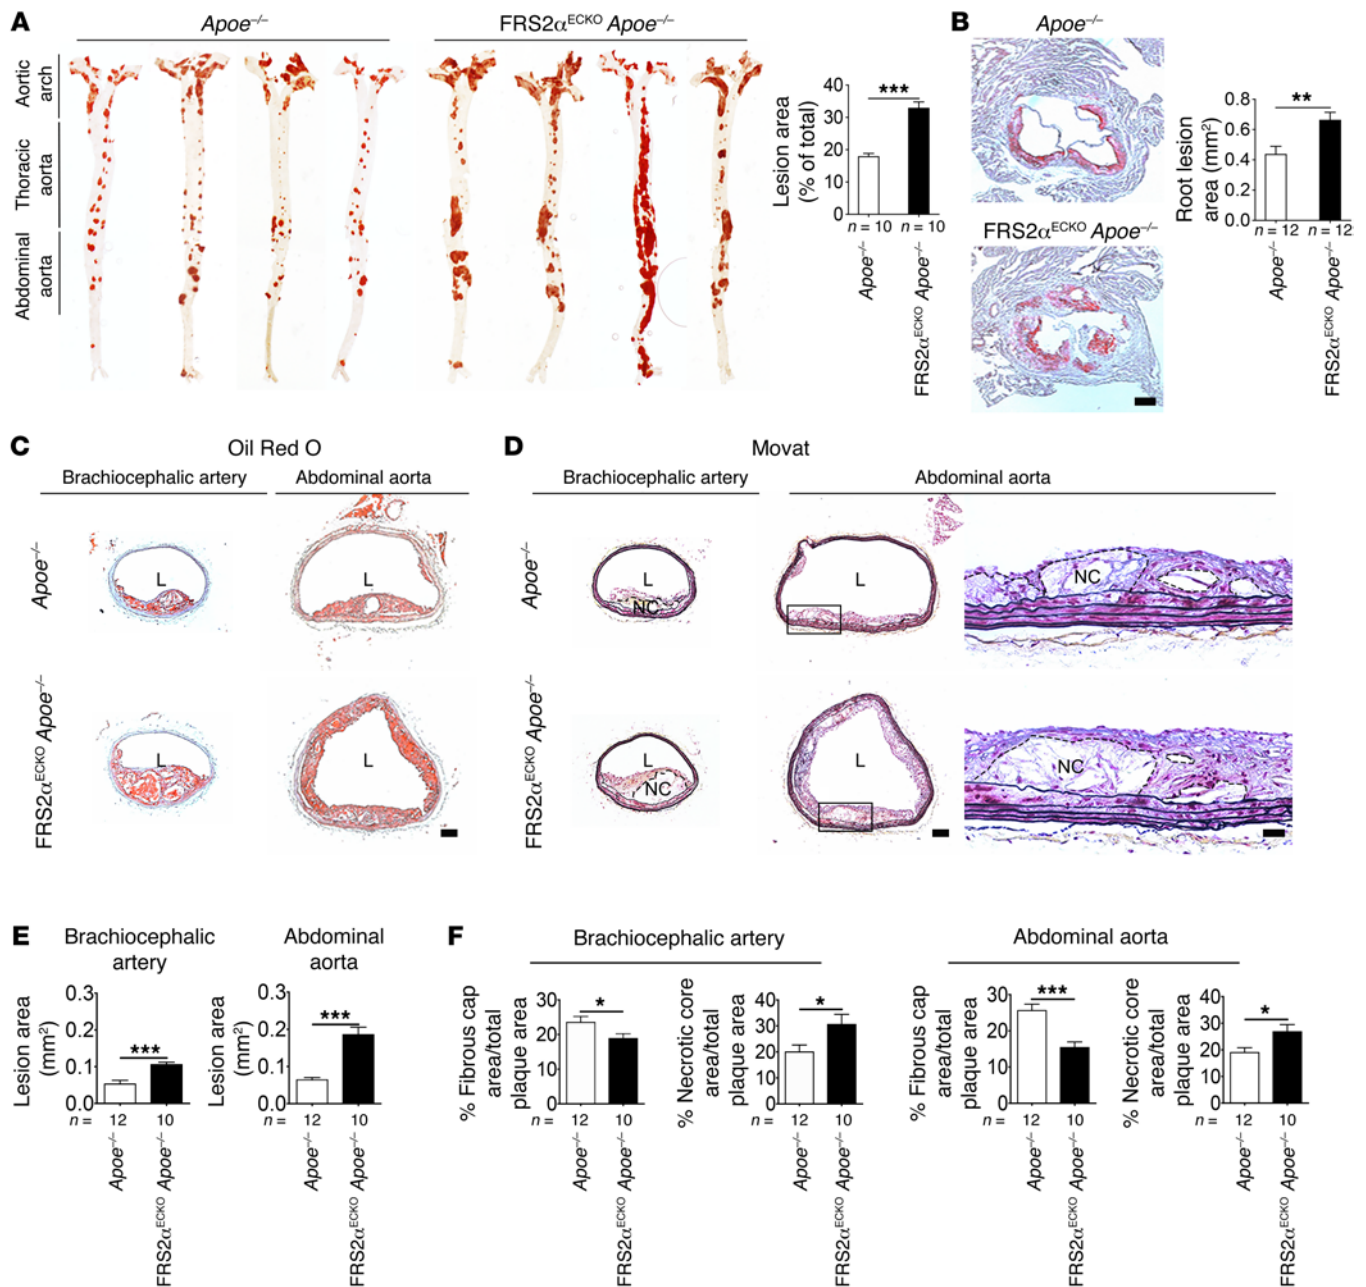 A
Apoe–/–
FRS2αECKO Apoe–/–
Aortic
arch
Thoracic
aorta
Abdominal
aorta
Lesion area
(% of total)
40
30
20
10
0
***
n = 10
n = 10
Apoe–/–
FRS2αECKO Apoe–/–
B
Apoe–/–
FRS2αECKO Apoe–/–
Root lesion
area (mm2)
0.8
0.6
0.4
0.2
0.0
**
n = 12
n = 12
Apoe–/–
FRS2αECKO Apoe–/–
C
Oil Red O
Brachiocephalic artery
Abdominal aorta
Apoe–/–
L
L
FRS2αECKO Apoe–/–
L
L
D
Movat
Brachiocephalic artery
Abdominal aorta
Apoe–/–
L
NC
L
NC
FRS2αECKO Apoe–/–
L
NC
L
NC
E
Brachiocephalic
artery
Lesion area
(mm2)
0.3
0.2
0.1
0.0
***
n = 12 10
Apoe–/–
FRS2αECKO Apoe–/–
Abdominal
aorta
Lesion area
(mm2)
0.3
0.2
0.1
0.0
***
n = 12 10
Apoe–/–
FRS2αECKO Apoe–/–
F
Brachiocephalic artery
% Fibrous cap
area/total
plaque area
30
20
10
0
*
n = 12 10
Apoe–/–
FRS2αECKO Apoe–/–
% Necrotic core
area/total
plaque area
40
30
20
10
0
*
n = 12 10
Apoe–/–
FRS2αECKO Apoe–/–
Abdominal aorta
% Fibrous cap
area/total
plaque area
30
20
10
0
***
n = 12 10
Apoe–/–
FRS2αECKO Apoe–/–
% Necrotic core
area/total
plaque area
40
30
20
10
0
*
n = 12 10
Apoe–/–
FRS2αECKO Apoe–/–